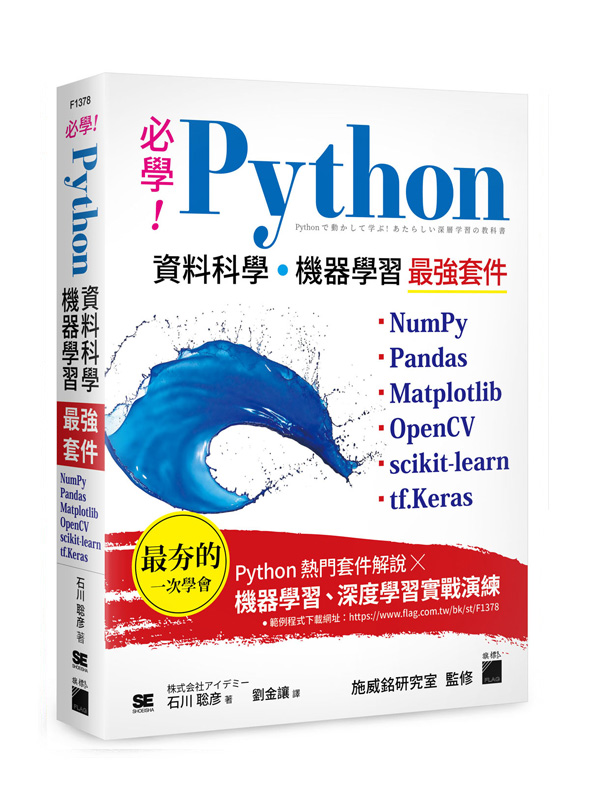 F1378
必學!
Python
資料科學
機器學習
最強
套件
NumPy
Pandas
Matplotlib
OpenCV
scikit-learn
tf.Keras
石川 聡彦 著
SE
SHOEISHA
旗標
FLAG
必學!
Python
Pythonで動かして学ぶ!あたらしい深層学習の教科書
資料科學•機器學習 最強套件
NumPy
Pandas
Matplotlib
OpenCV
scikit-learn
tf.Keras
最夯的
一次學會
Python 熱門套件解說×
機器學習、深度學習實戰演練
•範例程式下載網址:https://www.flag.com.tw/bk/st/F1378
SE
SHOEISHA
株式会社アイデミー
石川 聡彦 著
劉金讓 譯
施威銘研究室 監修
旗標
FLAG